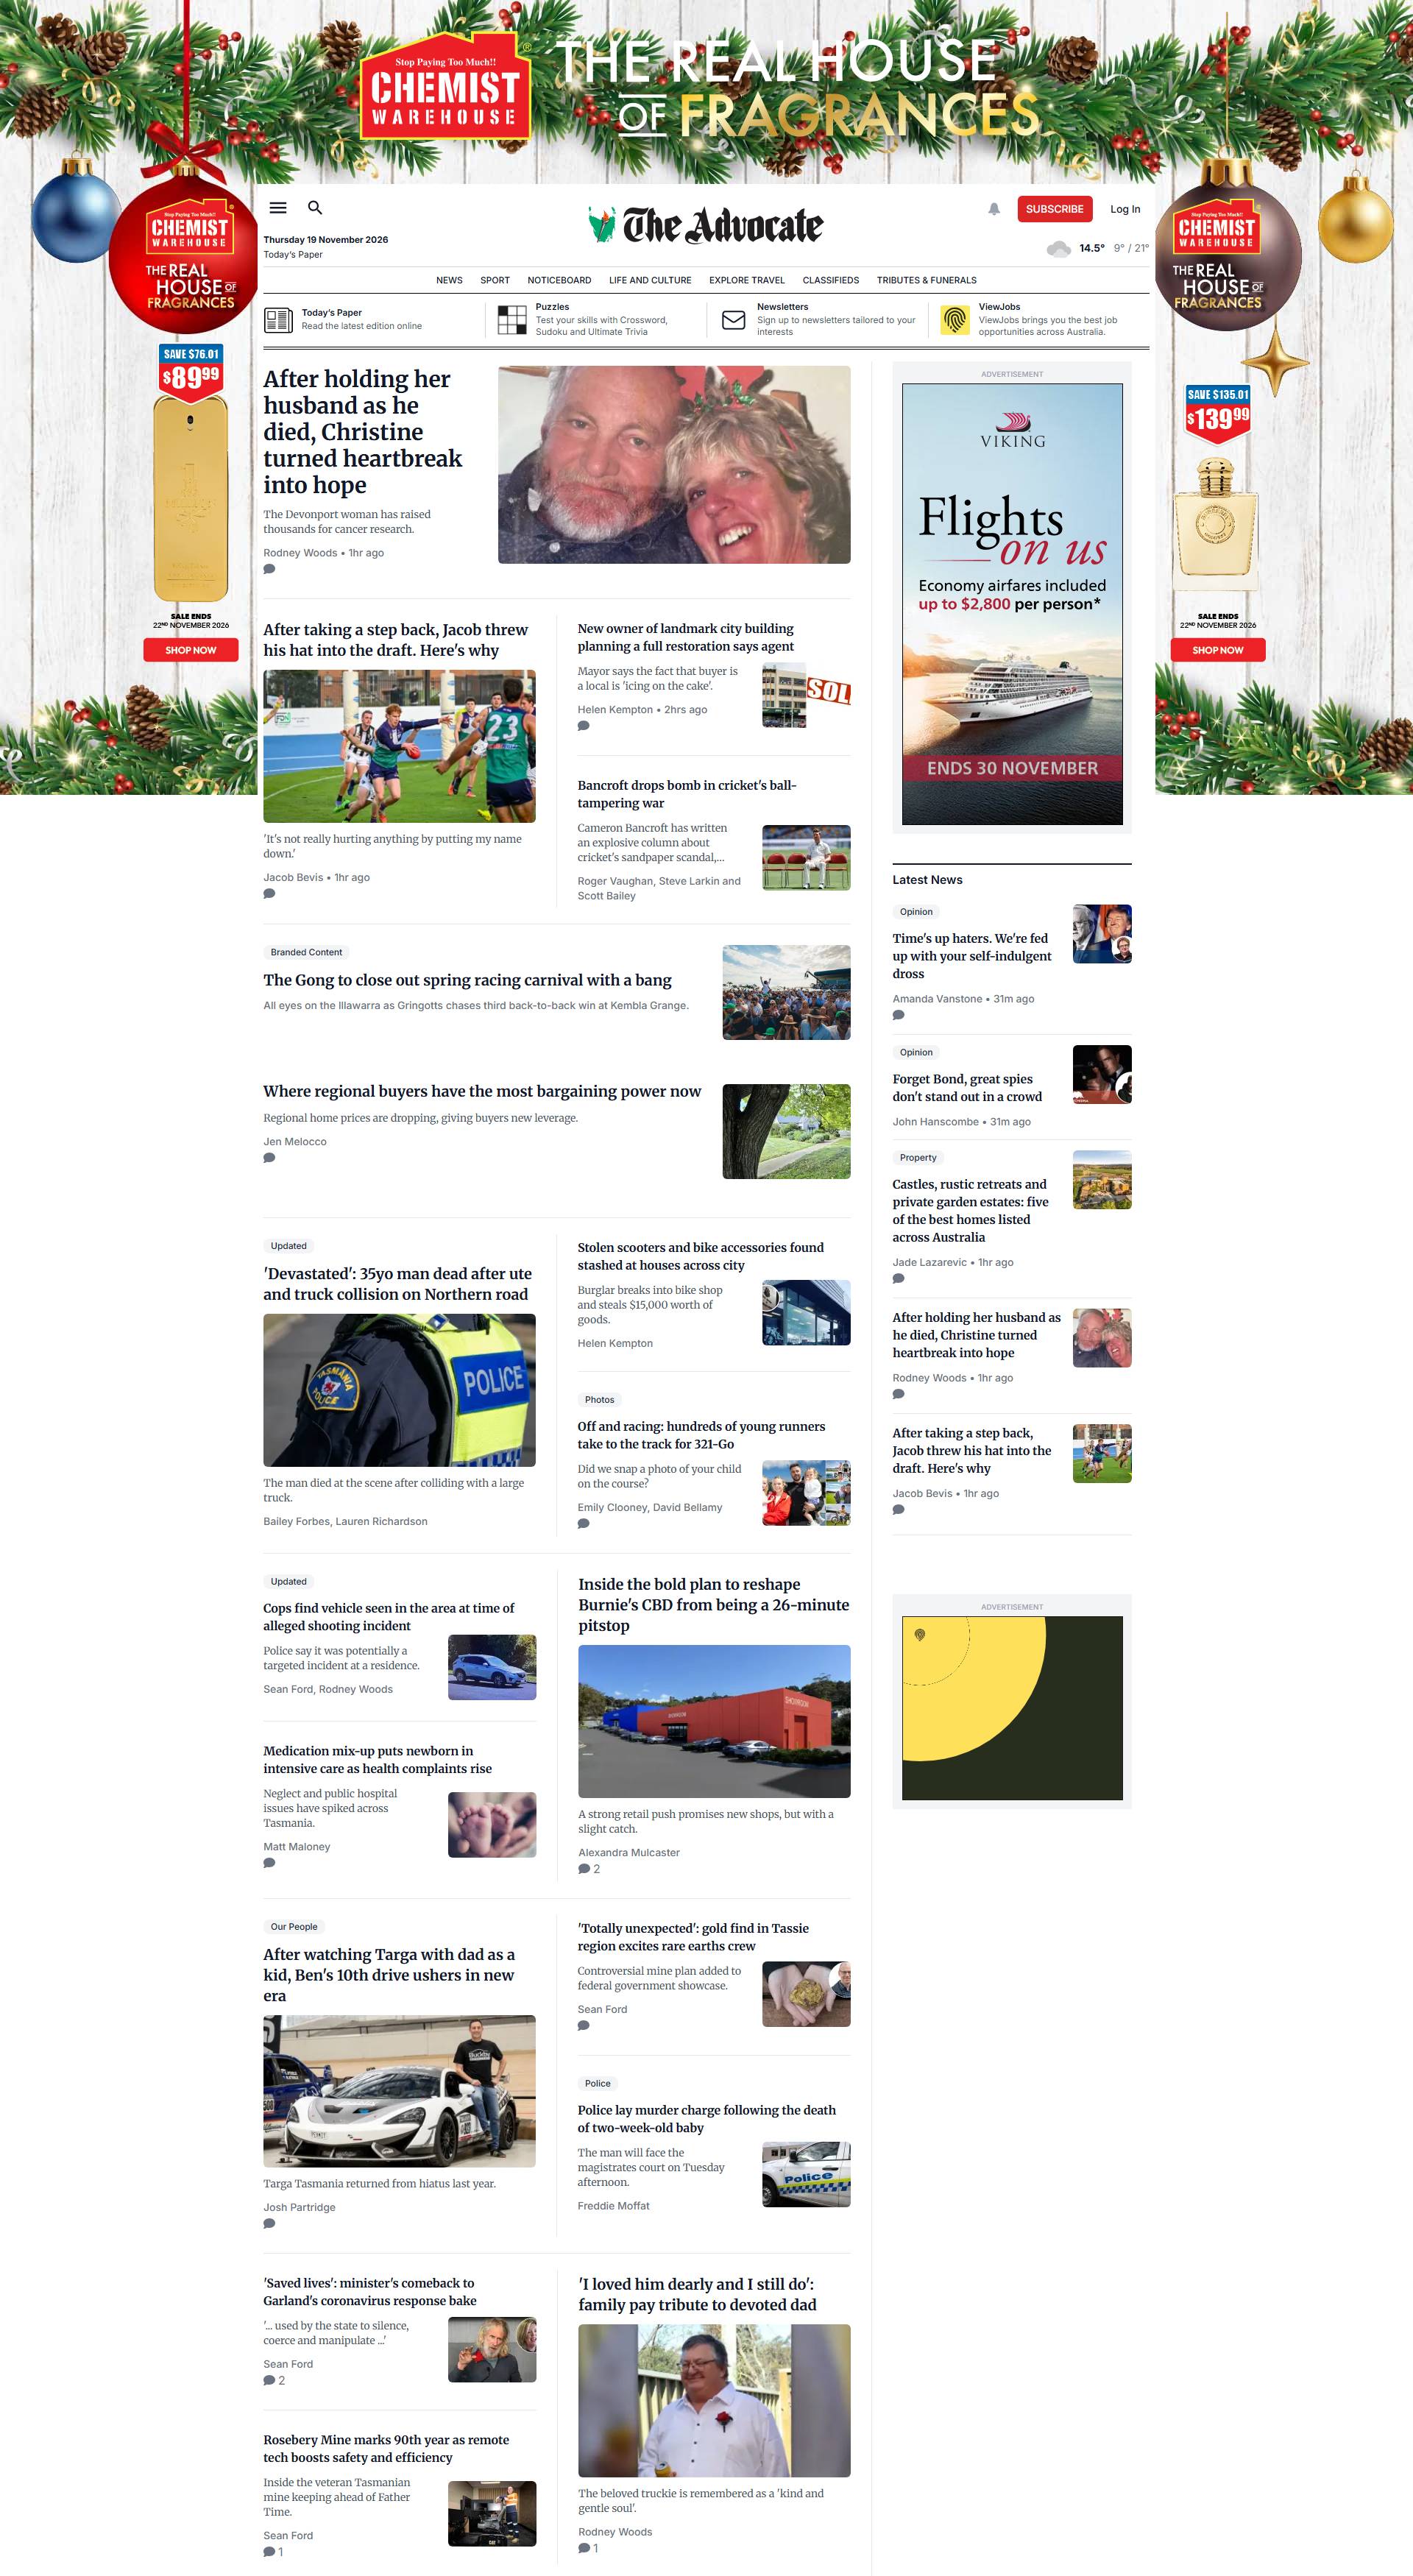 Stop Paying Too Much!!
CHEMIST
WAREHOUSE
®
THE REAL HOUSE
OF FRAGRANCES
Stop Paying Too Much!!
CHEMIST
WAREHOUSE
THE REAL
HOUSE OF
FRAGRANCES
SAVE $76.01
$89⁹⁹
SALE ENDS
22ND NOVEMBER 2026
SHOP NOW
Stop Paying Too Much!!
CHEMIST
WAREHOUSE
THE REAL
HOUSE OF
FRAGRANCES
SAVE $135.01
$139⁹⁹
SALE ENDS
22ND NOVEMBER 2026
SHOP NOW
The Advocate
SUBSCRIBE
Log In
Thursday 19 November 2026
Today's Paper
14.5° 9° / 21°
NEWS SPORT NOTICEBOARD LIFE AND CULTURE EXPLORE TRAVEL CLASSIFIEDS TRIBUTES & FUNERALS
Today's Paper
Read the latest edition online
Puzzles
Test your skills with Crossword,
Sudoku and Ultimate Trivia
Newsletters
Sign up to newsletters tailored to your
interests
ViewJobs
ViewJobs brings you the best job
opportunities across Australia.
After holding her
husband as he
died, Christine
turned heartbreak
into hope
The Devonport woman has raised
thousands for cancer research.
Rodney Woods • 1hr ago
After taking a step back, Jacob threw
his hat into the draft. Here's why
23
'It's not really hurting anything by putting my name
down.'
Jacob Bevis • 1hr ago
New owner of landmark city building
planning a full restoration says agent
Mayor says the fact that buyer is
a local is 'icing on the cake'.
Helen Kempton • 2hrs ago
SOL
Bancroft drops bomb in cricket's ball-
tampering war
Cameron Bancroft has written
an explosive column about
cricket's sandpaper scandal,...
Roger Vaughan, Steve Larkin and
Scott Bailey
Branded Content
The Gong to close out spring racing carnival with a bang
All eyes on the Illawarra as Gringotts chases third back-to-back win at Kembla Grange.
Where regional buyers have the most bargaining power now
Regional home prices are dropping, giving buyers new leverage.
Jen Melocco
Updated
'Devastated': 35yo man dead after ute
and truck collision on Northern road
TASMANIA
POLICE
POLICE
The man died at the scene after colliding with a large
truck.
Bailey Forbes, Lauren Richardson
Stolen scooters and bike accessories found
stashed at houses across city
Burglar breaks into bike shop
and steals $15,000 worth of
goods.
Helen Kempton
Photos
Off and racing: hundreds of young runners
take to the track for 321-Go
Did we snap a photo of your child
on the course?
Emily Clooney, David Bellamy
Updated
Cops find vehicle seen in the area at time of
alleged shooting incident
Police say it was potentially a
targeted incident at a residence.
Sean Ford, Rodney Woods
Medication mix-up puts newborn in
intensive care as health complaints rise
Neglect and public hospital
issues have spiked across
Tasmania.
Matt Maloney
Inside the bold plan to reshape
Burnie's CBD from being a 26-minute
pitstop
SHOWROOM
SHOWROOM
A strong retail push promises new shops, but with a
slight catch.
Alexandra Mulcaster
2
Our People
After watching Targa with dad as a
kid, Ben's 10th drive ushers in new
era
Targa Tasmania returned from hiatus last year.
Josh Partridge
'Totally unexpected': gold find in Tassie
region excites rare earths crew
Controversial mine plan added to
federal government showcase.
Sean Ford
Police
Police lay murder charge following the death
of two-week-old baby
The man will face the
magistrates court on Tuesday
afternoon.
Freddie Moffat
Police
'Saved lives': minister's comeback to
Garland's coronavirus response bake
'... used by the state to silence,
coerce and manipulate ...'
Sean Ford
2
Rosebery Mine marks 90th year as remote
tech boosts safety and efficiency
Inside the veteran Tasmanian
mine keeping ahead of Father
Time.
Sean Ford
1
'I loved him dearly and I still do':
family pay tribute to devoted dad
The beloved truckie is remembered as a 'kind and
gentle soul'.
Rodney Woods
1
ADVERTISEMENT
VIKING
Flights
on us
Economy airfares included
up to $2,800 per person*
ENDS 30 NOVEMBER
Latest News
Opinion
Time's up haters. We're fed
up with your self-indulgent
dross
Amanda Vanstone • 31m ago
Opinion
Forget Bond, great spies
don't stand out in a crowd
John Hanscombe • 31m ago
Property
Castles, rustic retreats and
private garden estates: five
of the best homes listed
across Australia
Jade Lazarevic • 1hr ago
After holding her husband as
he died, Christine turned
heartbreak into hope
Rodney Woods • 1hr ago
After taking a step back,
Jacob threw his hat into the
draft. Here's why
Jacob Bevis • 1hr ago
ADVERTISEMENT